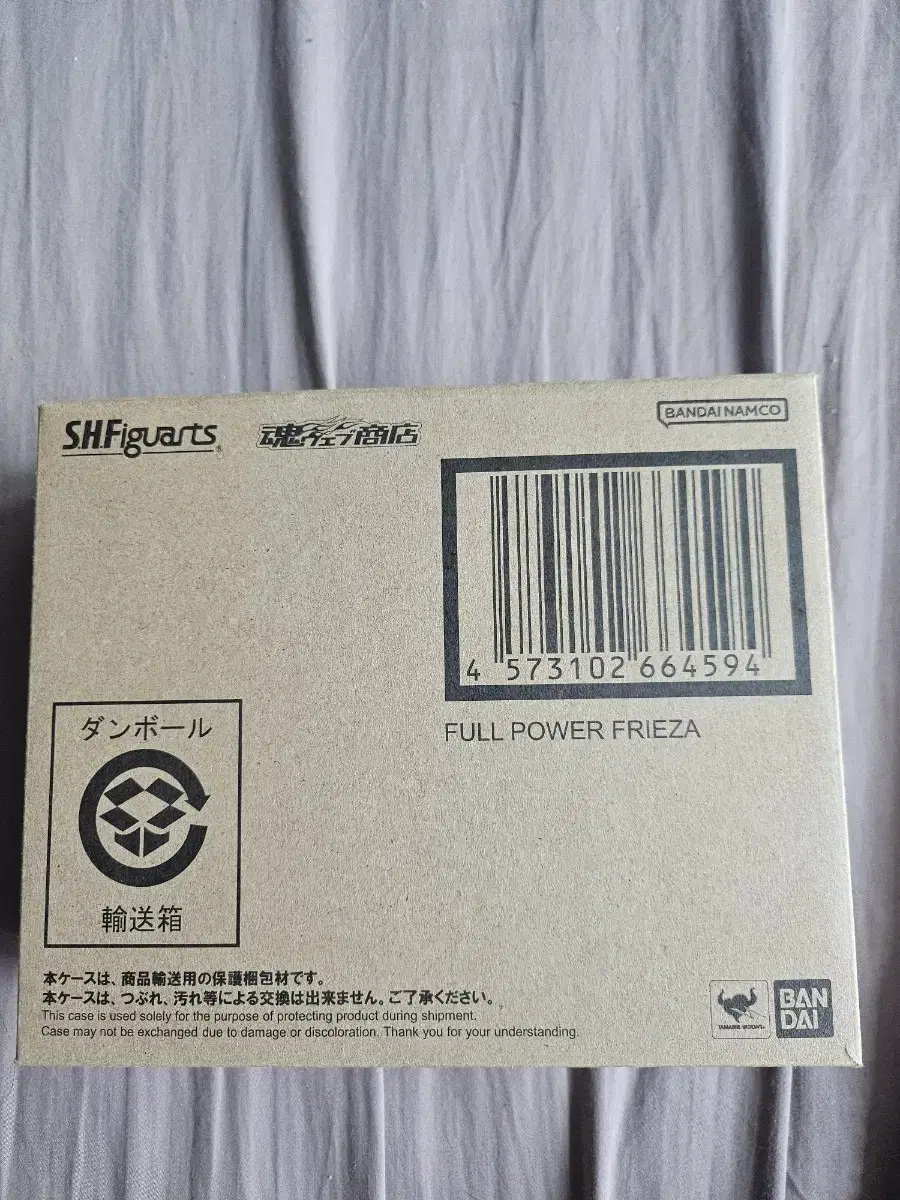 S.H.Figuarts
魂ウェブ商店
BANDAI NAMCO
4 573102 664594
FULL POWER FRIEZA
ダンボール
輸送箱
本ケースは、商品輸送用の保護梱包材です。
本ケースは、つぶれ、汚れ等による交換は出来ません。ご了承ください。
This case is used solely for the purpose of protecting product during shipment.
Case may not be exchanged due to damage or discoloration. Thank you for your understanding.
TAMASHII NATIONS
BAN
DAI